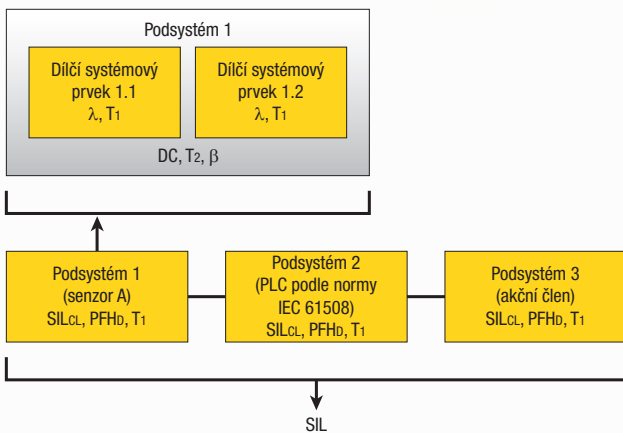 Podsystém 1
Dílčí systémový
prvek 1.1
λ, T1
Dílčí systémový
prvek 1.2
λ, T1
DC, T2, β
Podsystém 1
(senzor A)
SILCL, PFHD, T1
Podsystém 2
(PLC podle normy
IEC 61508)
SILCL, PFHD, T1
Podsystém 3
(akční člen)
SILCL, PFHD, T1
SIL